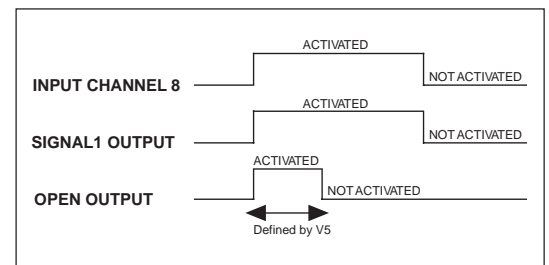 ACTIVATED
INPUT CHANNEL 8
NOT ACTIVATED
ACTIVATED
SIGNAL1 OUTPUT
NOT ACTIVATED
ACTIVATED
OPEN OUTPUT
NOT ACTIVATED
Defined by V5